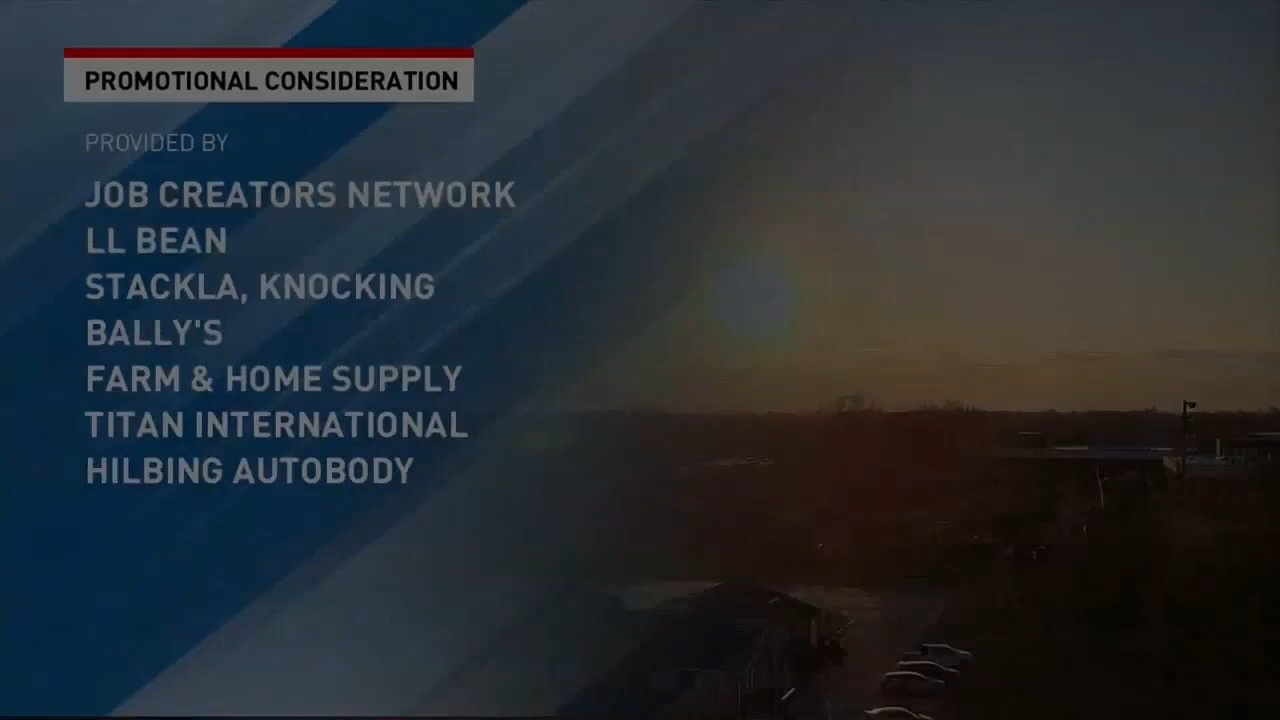 PROMOTIONAL CONSIDERATION
PROVIDED BY
JOB CREATORS NETWORK
LL BEAN
STACKLA, KNOCKING
BALLY'S
FARM & HOME SUPPLY
TITAN INTERNATIONAL
HILBING AUTOBODY